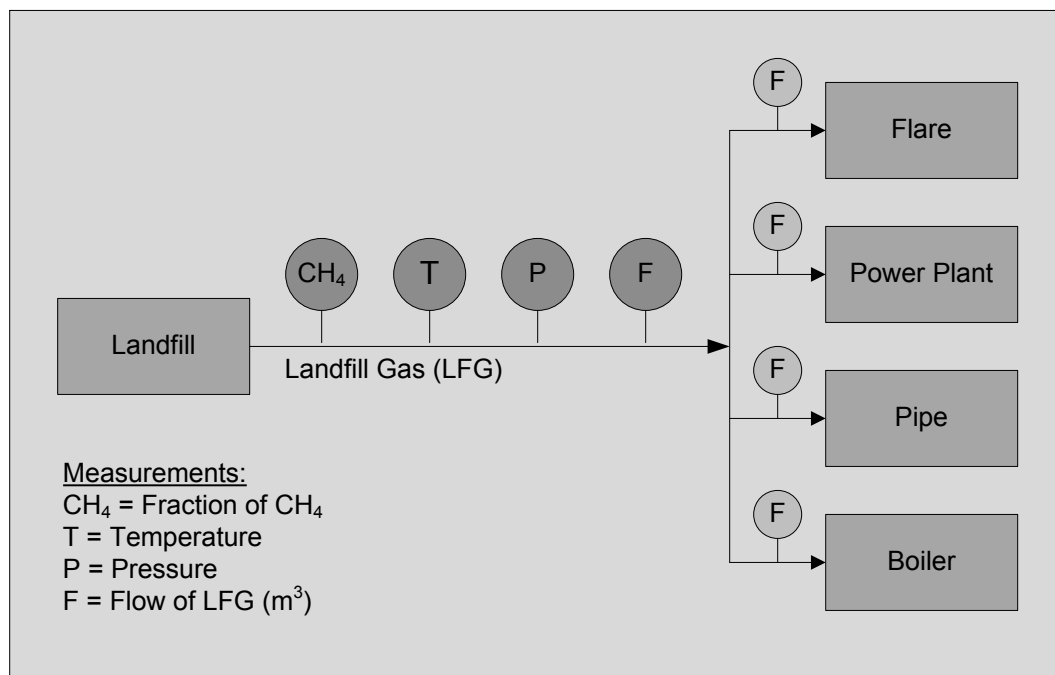 F
Flare
F
Power Plant
CH₄
T
P
F
Landfill
Landfill Gas (LFG)
F
Pipe
F
Boiler
Measurements:
CH₄ = Fraction of CH₄
T = Temperature
P = Pressure
F = Flow of LFG (m³)